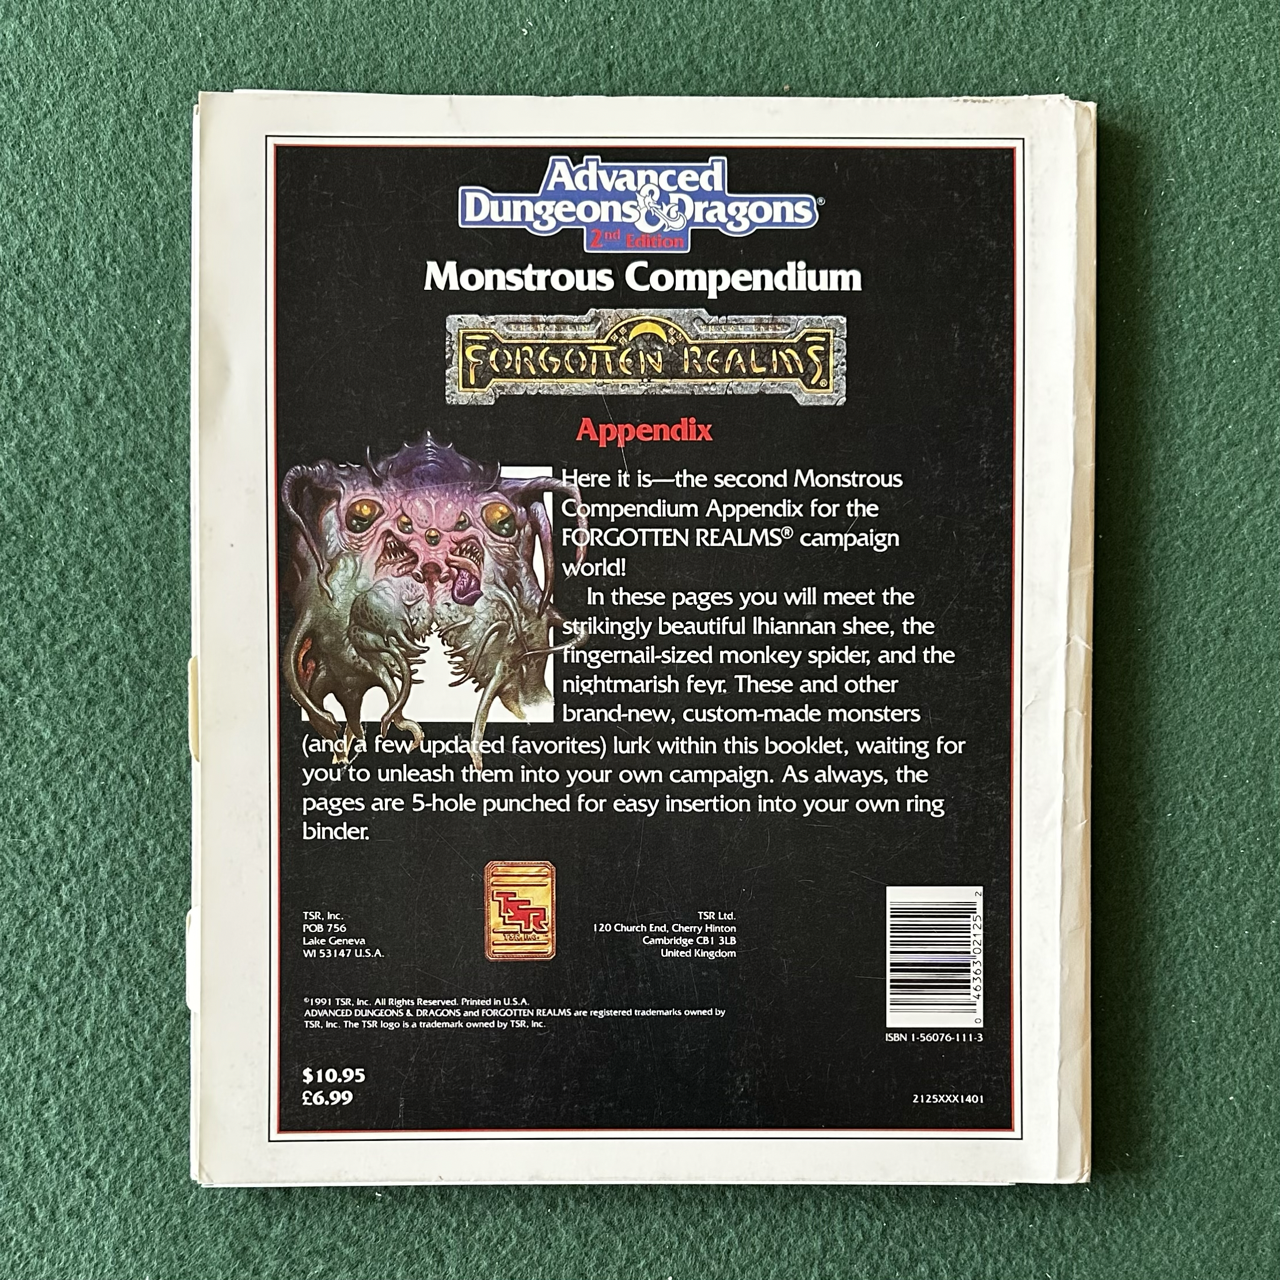 Advanced
Dungeons & Dragons®
2nd Edition
Monstrous Compendium
FORGOTTEN REALMS®
Appendix
Here it is—the second Monstrous
Compendium Appendix for the
FORGOTTEN REALMS® campaign
world!
In these pages you will meet the
strikingly beautiful lhiannan shee, the
fingernail-sized monkey spider, and the
nightmarish feyr. These and other
brand-new, custom-made monsters
(and a few updated favorites) lurk within this booklet, waiting for
you to unleash them into your own campaign. As always, the
pages are 5-hole punched for easy insertion into your own ring
binder.
TSR, Inc.
POB 756
Lake Geneva
WI 53147 U.S.A.
TSR
TSR Ltd.
120 Church End, Cherry Hinton
Cambridge CB1 3LB
United Kingdom
©1991 TSR, Inc. All Rights Reserved. Printed in U.S.A.
ADVANCED DUNGEONS & DRAGONS and FORGOTTEN REALMS are registered trademarks owned by
TSR, Inc. The TSR logo is a trademark owned by TSR, Inc.
0 46363 02125 2
ISBN 1-56076-111-3
$10.95
£6.99
2125XXX1401